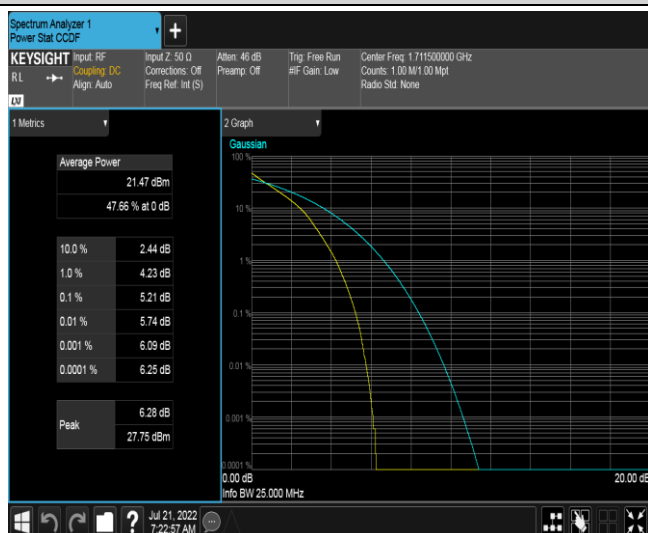 Spectrum Analyzer 1
Power Stat CCDF
KEYSIGHT
RL
LXI
Input: RF
Coupling: DC
Align: Auto
Input Z: 50 Ω
Corrections: Off
Freq Ref: Int (S)
Atten: 46 dB
Preamp: Off
Trig: Free Run
#IF Gain: Low
Center Freq: 1.711500000 GHz
Counts: 1.00 M/1.00 Mpt
Radio Std: None
1 Metrics
Average Power
21.47 dBm
47.66 % at 0 dB
10.0 % 2.44 dB
1.0 % 4.23 dB
0.1 % 5.21 dB
0.01 % 5.74 dB
0.001 % 6.09 dB
0.0001 % 6.25 dB
Peak
6.28 dB
27.75 dBm
2 Graph
Gaussian
100 %
10 %
1 %
0.1 %
0.01 %
0.001 %
0.0001 %
0.00 dB 20.00 dB
Info BW 25.000 MHz
Jul 21, 2022
7:22:57 AM